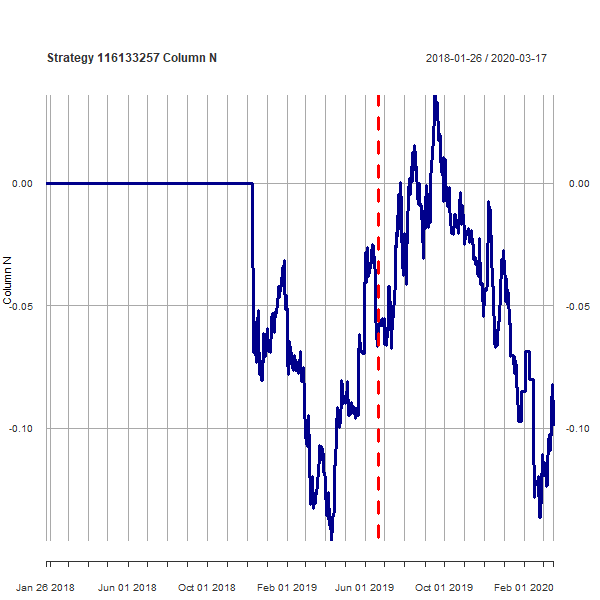 Strategy 116133257 Column N
2018-01-26 / 2020-03-17
0.00
0.00
-0.05
-0.05
-0.10
-0.10
Column N
Jan 26 2018
Jun 01 2018
Oct 01 2018
Feb 01 2019
Jun 01 2019
Oct 01 2019
Feb 01 2020